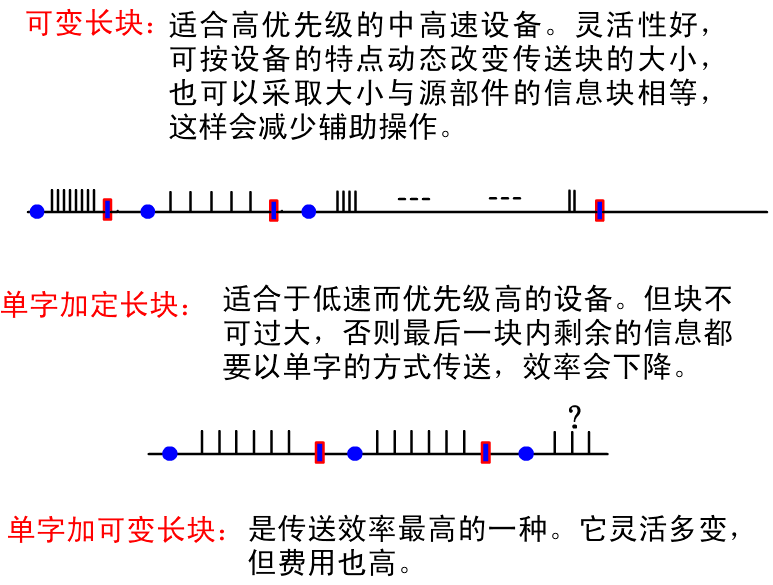 可变长块：适合高优先级的中高速设备。灵活性好，
可按设备的特点动态改变传送块的大小，
也可以采取大小与源部件的信息块相等，
这样会减少辅助操作。
单字加定长块：适合于低速而优先级高的设备。但块不
可过大，否则最后一块内剩余的信息都
要以单字的方式传送，效率会下降。
?
单字加可变长块：是传送效率最高的一种。它灵活多变，
但费用也高。